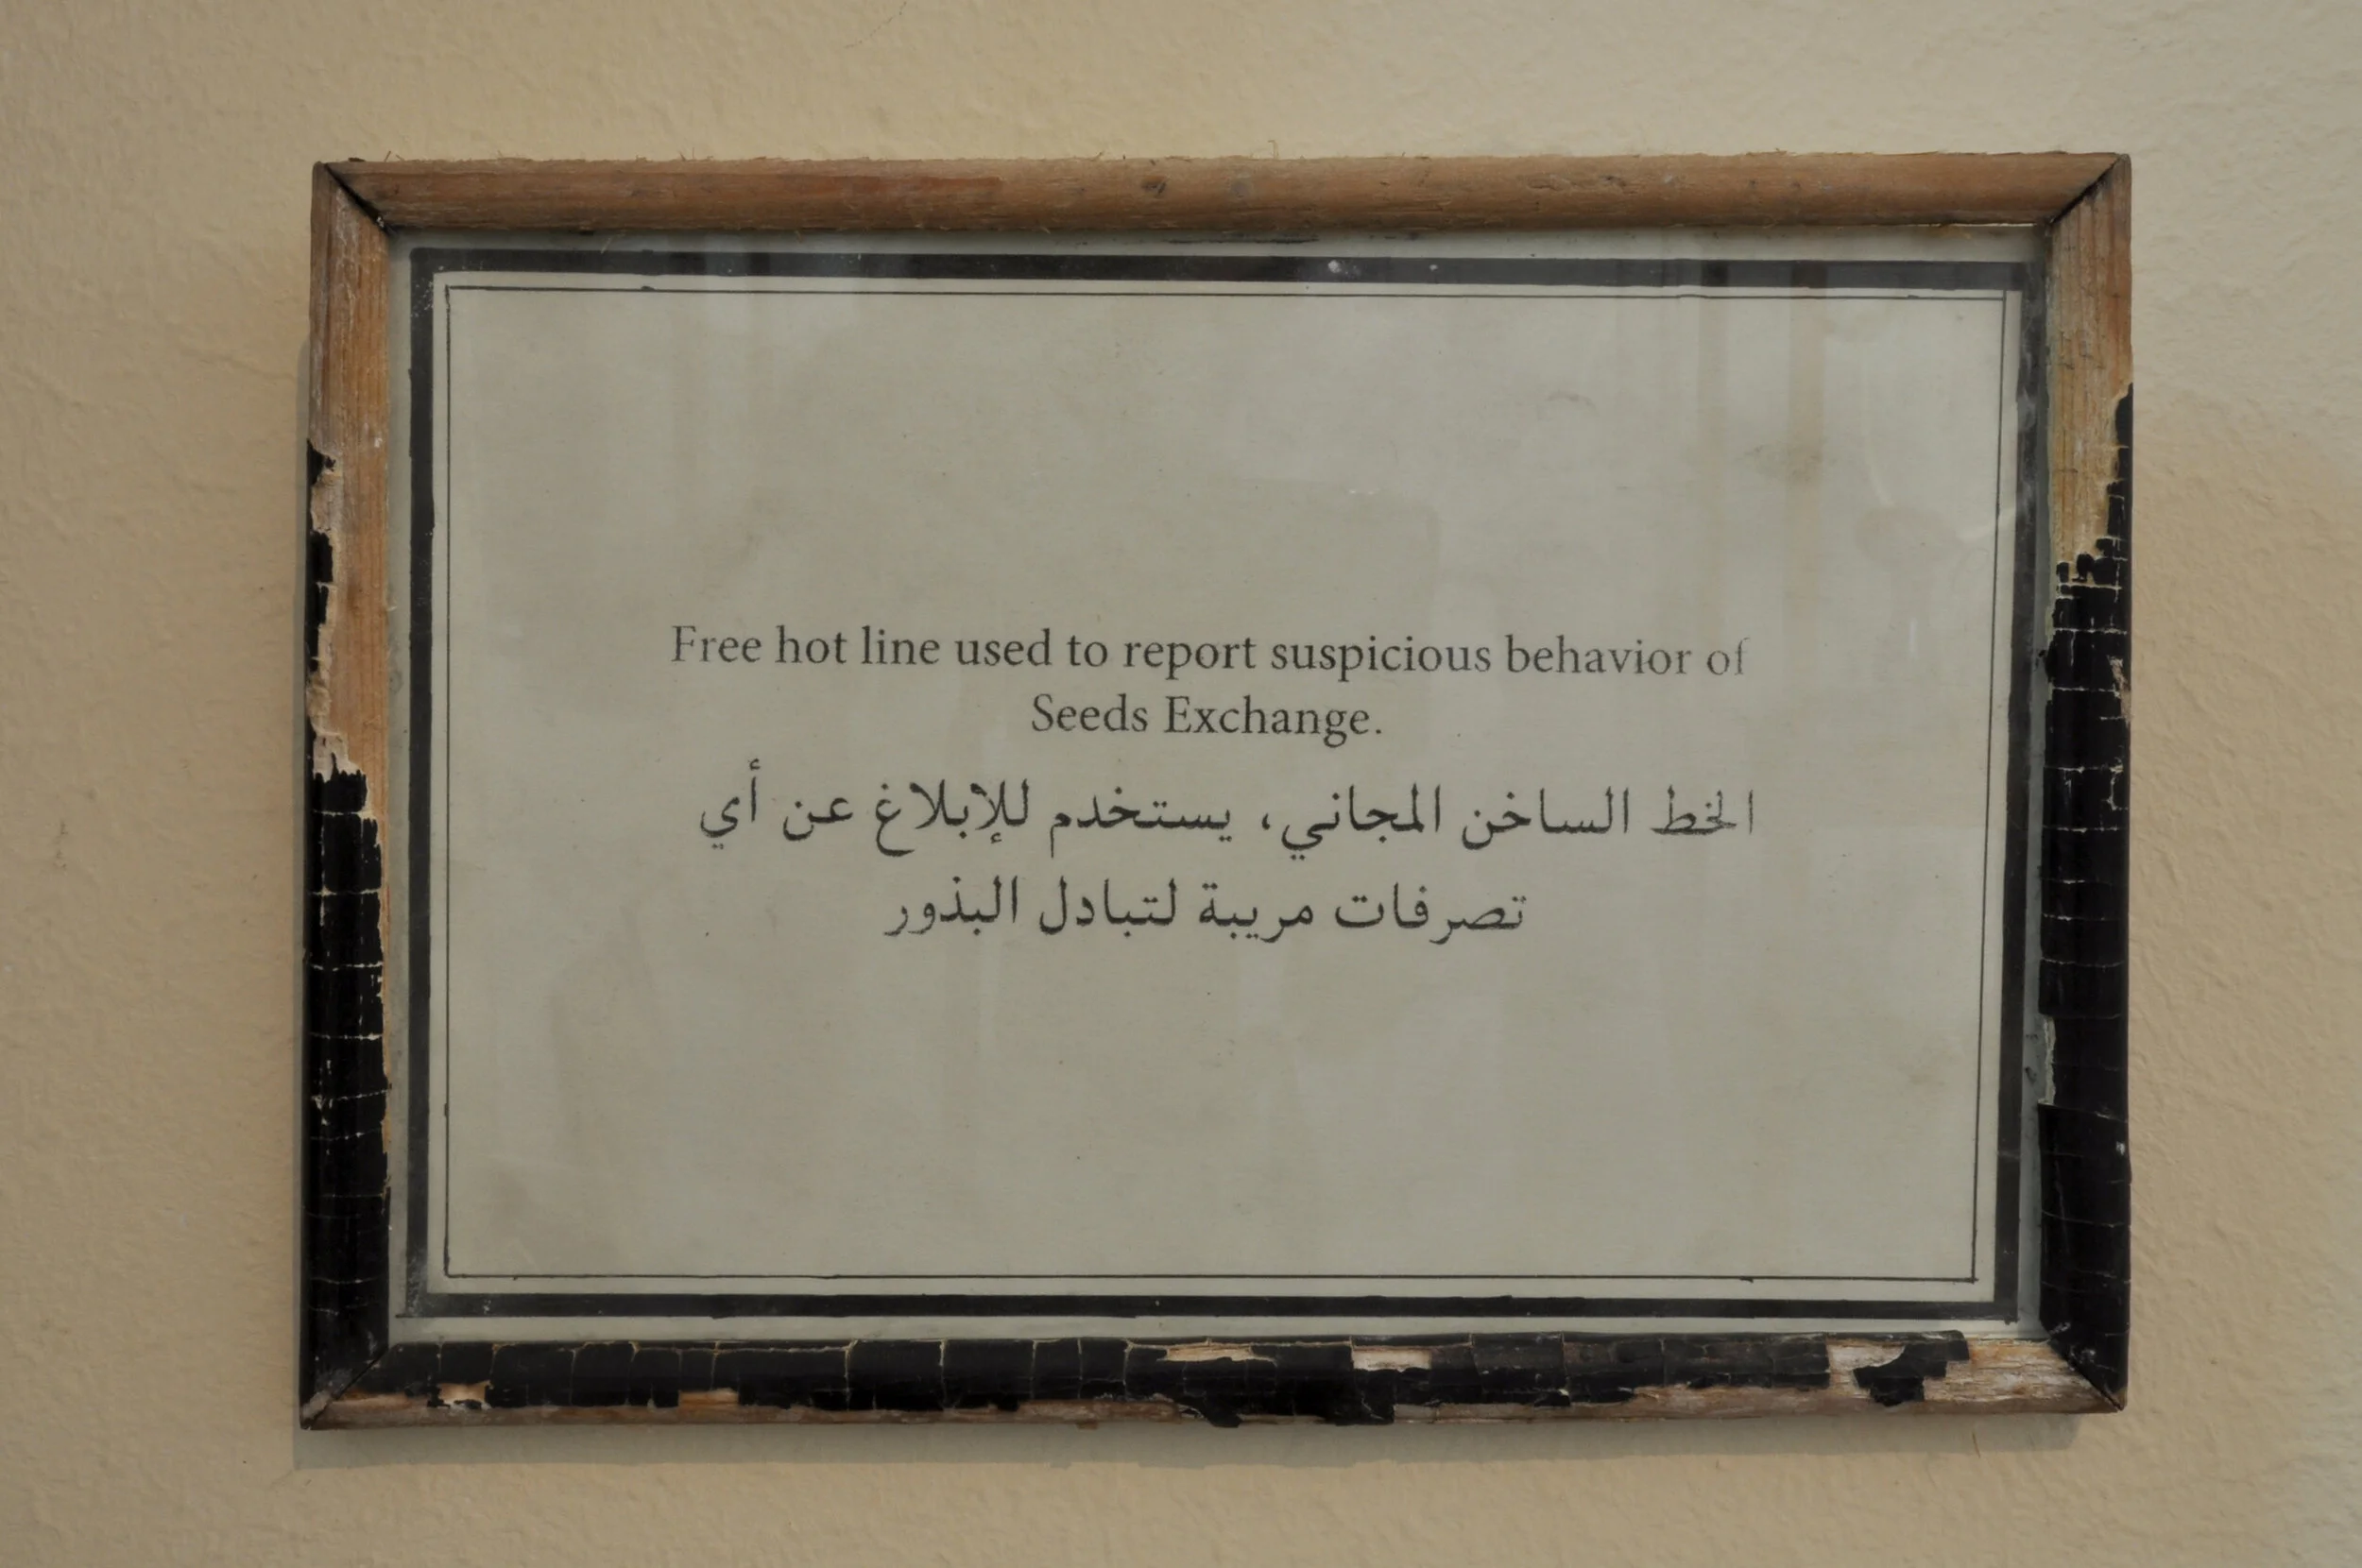 Free hot line used to report suspicious behavior of
Seeds Exchange.
الخط الساخن المجاني، يستخدم للإبلاغ عن أي
تصرفات مريبة لتبادل البذور